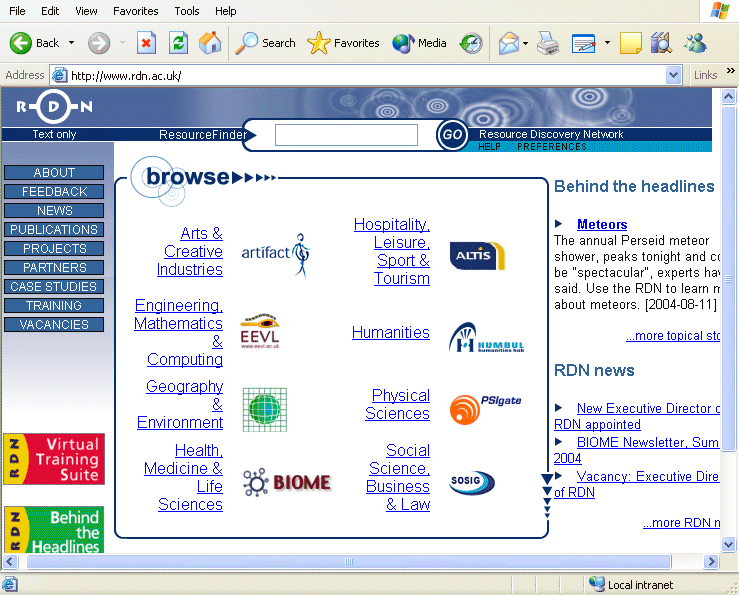 File Edit View Favorites Tools Help
Back Search Favorites Media
Address http://www.rdn.ac.uk/ Links »
R D N
Text only ResourceFinder GO Resource Discovery Network
HELP PREFERENCES
ABOUT
FEEDBACK
NEWS
PUBLICATIONS
PROJECTS
PARTNERS
CASE STUDIES
TRAINING
VACANCIES
RDN Virtual
Training
Suite
RDN Behind
the
Headlines
browse
Arts &
Creative
Industries
artifact
Hospitality,
Leisure,
Sport &
Tourism
ALTIS
Engineering,
Mathematics
&
Computing
EEVL
www.eevl.ac.uk
Humanities
HUMBUL
humanities hub
Geography
&
Environment
Physical
Sciences
PSIgate
Health,
Medicine &
Life
Sciences
BIOME
Social
Science,
Business
& Law
SOSIG
Behind the headlines
Meteors
The annual Perseid meteor
shower, peaks tonight and co
be "spectacular", experts hav
said. Use the RDN to learn m
about meteors. [2004-08-11]
...more topical sto
RDN news
New Executive Director o
RDN appointed
BIOME Newsletter, Sum
2004
Vacancy: Executive Dire
of RDN
...more RDN n
Local intranet